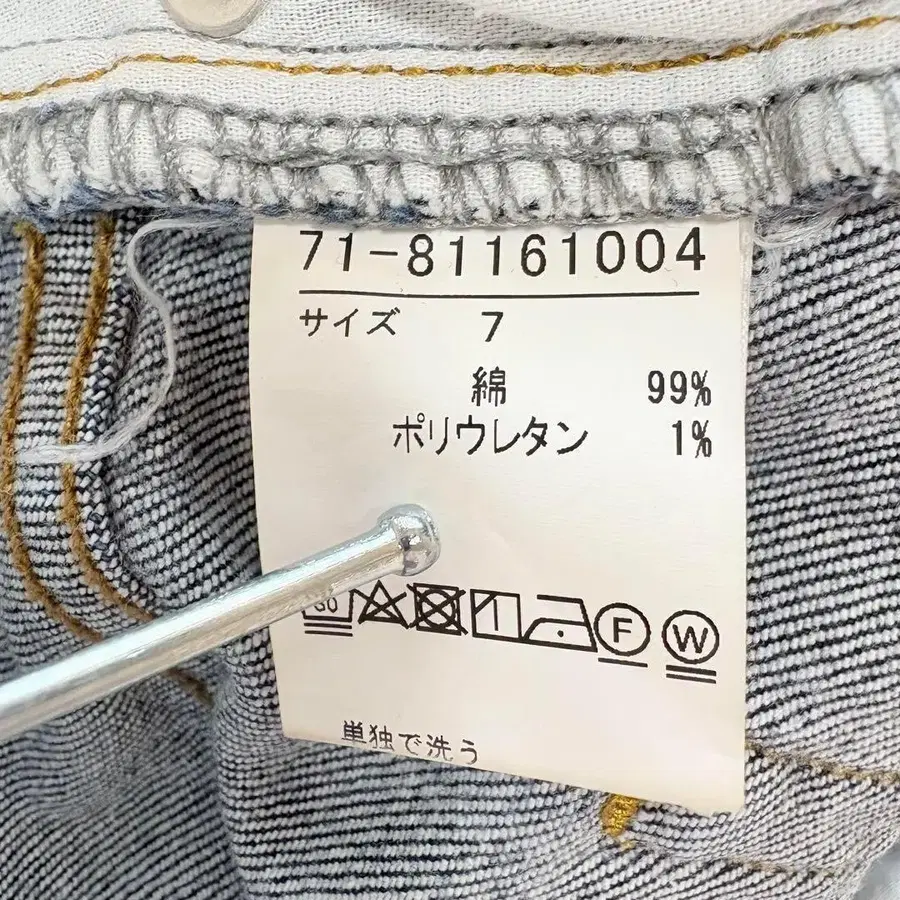 71-81161004
サイズ 7
綿 99%
ポリウレタン 1%
F W
単独で洗う